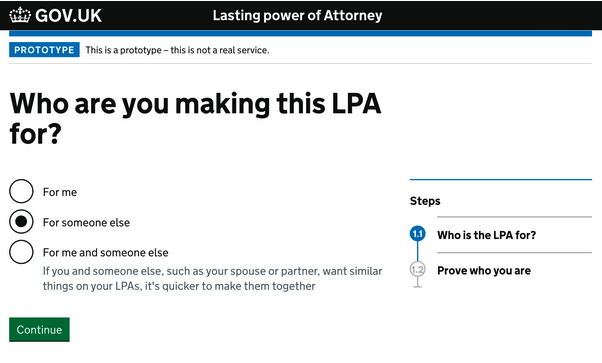 GOV.UK
Lasting power of Attorney
PROTOTYPE This is a prototype – this is not a real service.
Who are you making this LPA
for?
For me
For someone else
For me and someone else
If you and someone else, such as your spouse or partner, want similar
things on your LPAs, it's quicker to make them together
Continue
Steps
1.1 Who is the LPA for?
1.2 Prove who you are